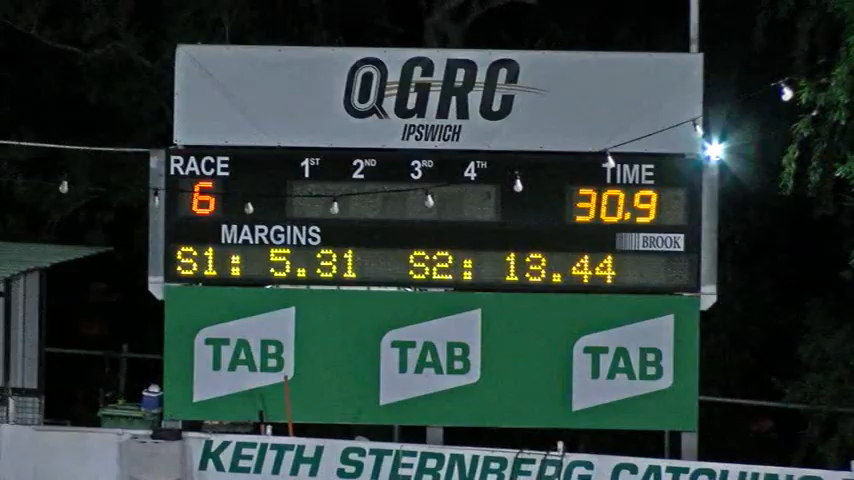 QGRC
IPSWICH
RACE 1ST 2ND 3RD 4TH TIME
6 30.9
MARGINS BROOK
S1: 5.31 S2: 13.44
TAB TAB TAB
KEITH STERNBERG CATCHING